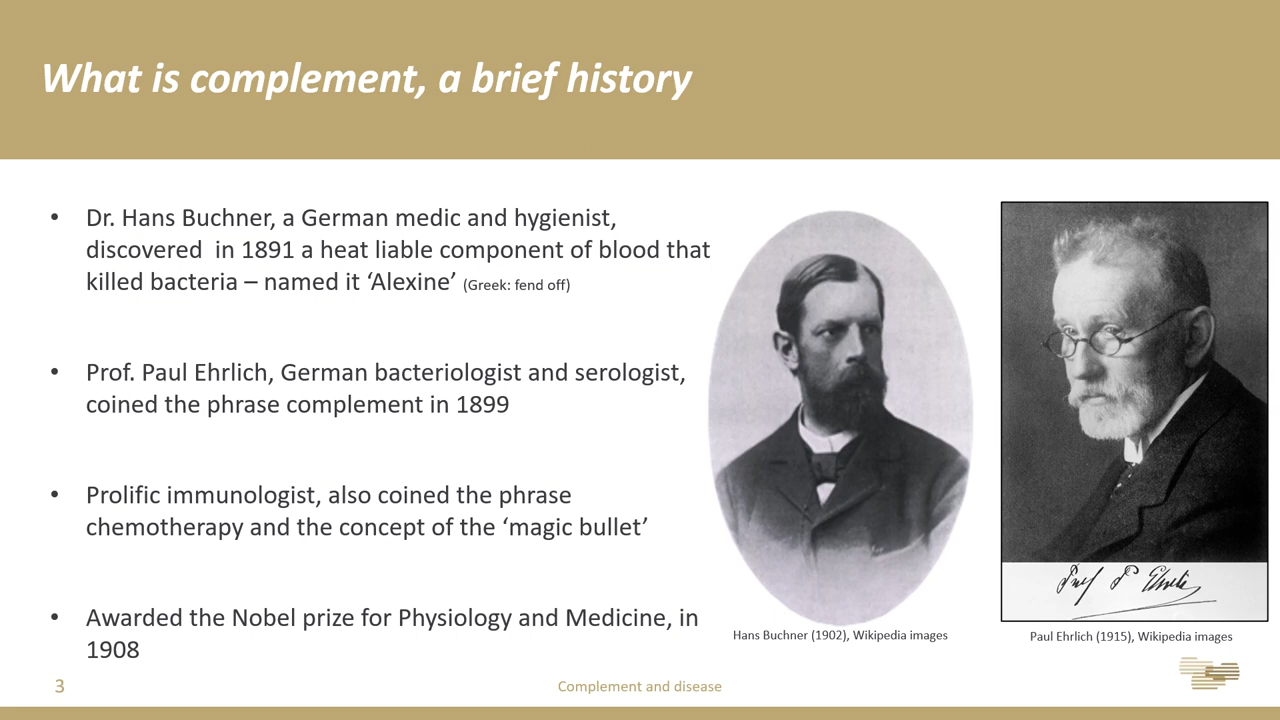 What is complement, a brief history
• Dr. Hans Buchner, a German medic and hygienist,
discovered  in 1891 a heat liable component of blood that
killed bacteria – named it ‘Alexine’ (Greek: fend off)
• Prof. Paul Ehrlich, German bacteriologist and serologist,
coined the phrase complement in 1899
• Prolific immunologist, also coined the phrase
chemotherapy and the concept of the ‘magic bullet’
• Awarded the Nobel prize for Physiology and Medicine, in
1908
Hans Buchner (1902), Wikipedia images
Paul Ehrlich (1915), Wikipedia images
3
Complement and disease